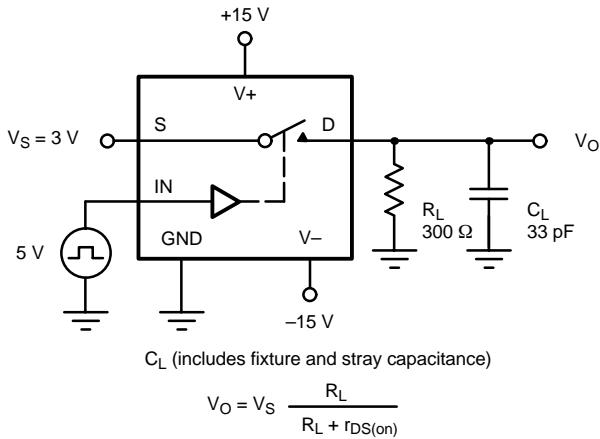 +15 V
V+
S
D
V_S = 3 V
V_O
IN
R_L
300 Ω
C_L
33 pF
GND
V–
5 V
–15 V
C_L (includes fixture and stray capacitance)
V_O = V_S R_L / R_L + r_DS(on)